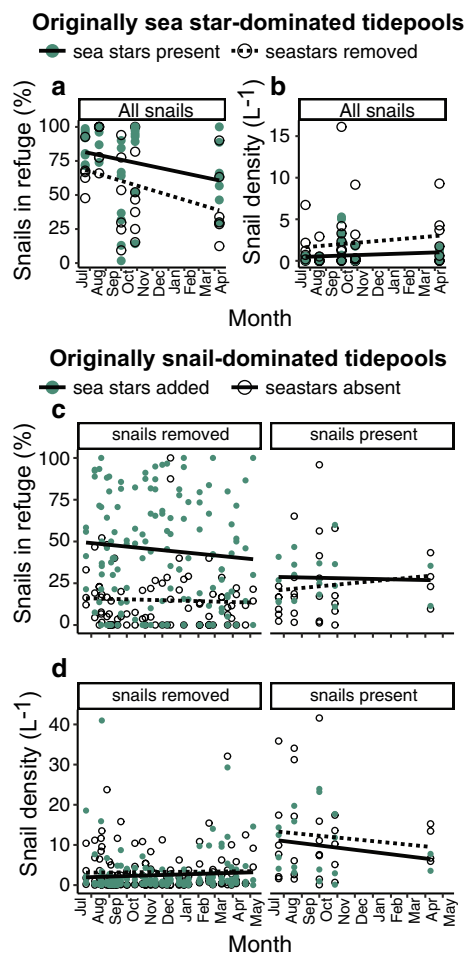 Originally sea star-dominated tidepools
sea stars present seastars removed
a b
All snails All snails
Snails in refuge (%)
100
75
50
25
0
Snail density (L-1)
15
10
5
0
Jul Aug Sep Oct Nov Dec Jan Feb Mar Apr
Jul Aug Sep Oct Nov Dec Jan Feb Mar Apr
Month
Originally snail-dominated tidepools
sea stars added seastars absent
c
snails removed snails present
Snails in refuge (%)
100
75
50
25
0
d
snails removed snails present
Snail density (L-1)
40
30
20
10
0
Jul Aug Sep Oct Nov Dec Jan Feb Mar Apr May
Jul Aug Sep Oct Nov Dec Jan Feb Mar Apr May
Month